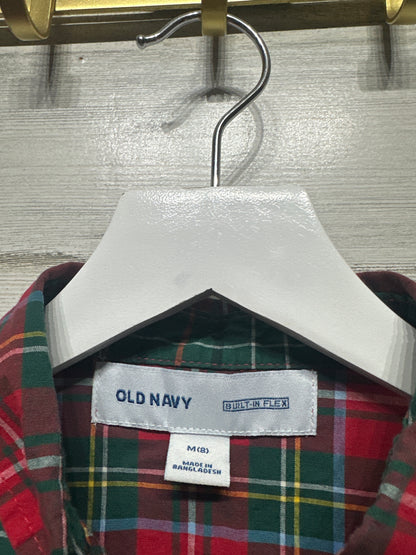 OLD NAVY
BUILT-IN FLEX
M(8)
MADE IN
BANGLADESH